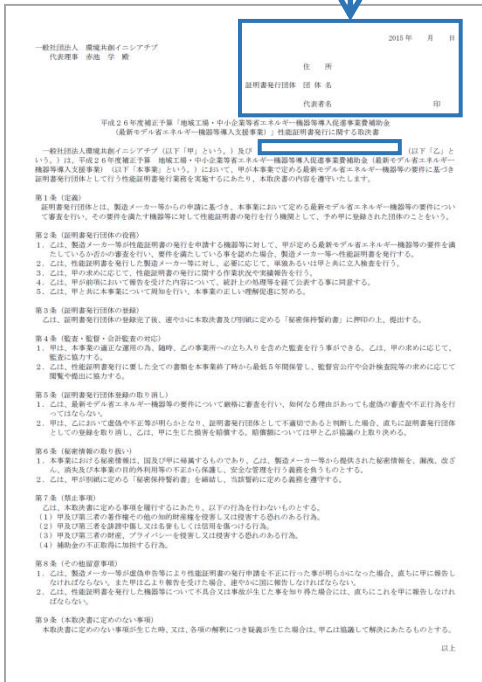 2015年　月　日
一般社団法人　環境共創イニシアチブ
代表理事　赤池　学　殿
住　所
証明書発行団体　団 体 名
代表者名　印
平成２６年度補正予算「地域工場・中小企業等省エネルギー機器等導入促進事業費補助金
（最新モデル省エネルギー機器等導入支援事業）」性能証明書発行に関する取決書
一般社団法人環境共創イニシアチブ（以下「甲」という。）及び　（以下「乙」と
いう。）は、平成２６年度補正予算　地域工場・中小企業等省エネルギー機器等導入促進事業費補助金（最新モデル省エネルギー
機器等導入支援事業）（以下「本事業」という。）において、甲が本事業で定める最新モデル省エネルギー機器等の要件に基づき
証明書発行団体として行う性能証明書発行業務を実施するにあたり、本取決書の内容を遵守いたします。
第１条（定義）
証明書発行団体とは、製造メーカー等からの申請に基づき、本事業において定める最新モデル省エネルギー機器等の要件につい
て審査を行い、その要件を満たす機器等に対して性能証明書の発行を行う機関として、予め甲に登録された団体のことをいう。
第２条（証明書発行団体の役務）
１．乙は、製造メーカー等が性能証明書の発行を申請する機器等に対して、甲が定める最新モデル省エネルギー機器等の要件を満
たしているか否かの審査を行い、要件を満たしている事を認めた場合、製造メーカー等へ性能証明書を発行する。
２．乙は、性能証明書を発行した製造メーカー等に対し、必要に応じて、単独あるいは甲と共に立入検査を行う。
３．乙は、甲の求めに応じて、性能証明書の発行に関する作業状況や実績報告を行う。
４．乙は、甲が前項において報告を受けた内容について、統計上の処理等を経て公表する事に同意する。
５．乙は、甲と共に本事業について周知を行い、本事業の正しい理解促進に努める。
第３条（証明書発行団体の登録）
乙は、証明書発行団体の登録完了後、速やかに本取決書及び別紙に定める「秘密保持誓約書」に押印の上、提出する。
第４条（監査・監督・会計監査の対応）
１．甲は、本事業の適正な運用の為、随時、乙の事業所への立ち入りを含めた監査を行う事ができる。乙は、甲の求めに応じて、
監査に協力する。
２．乙は、性能証明書発行に要した全ての書類を本事業終了時から最低５年間保管し、監督官公庁や会計検査院等の求めに応じて
閲覧や提出に協力する。
第５条（証明書発行団体登録の取り消し）
１．乙は、最新モデル省エネルギー機器等の要件について厳格に審査を行い、如何なる理由があっても虚偽の審査や不正行為を行
ってはならない。
２．甲は、乙において虚偽や不正等が明らかとなり、証明書発行団体として不適切であると判断した場合、直ちに証明書発行団体
としての登録を取り消し、乙は、甲に生じた損害を賠償する。賠償額については甲と乙が協議の上取り決める。
第６条（秘密情報の取り扱い）
１．本事業における秘密情報は、国及び甲に帰属するものであり、乙は、製造メーカー等から提供された秘密情報を、漏洩、改ざ
ん、消失及び本事業の目的外利用等の不正から保護し、安全な管理を行う義務を負うものとする。
２．乙は、甲が別紙に定める「秘密保持誓約書」を締結し、当該誓約に定める義務を遵守する。
第７条（禁止事項）
乙は、本取決書に定める事項を履行するにあたり、以下の行為を行わないものとする。
（１）甲及び第三者の著作権その他の知的財産権を侵害し又は侵害する恐れのある行為。
（２）甲及び第三者を誹謗中傷し又は名誉もしくは信用を傷つける行為。
（３）甲及び第三者の財産、プライバシーを侵害し又は侵害する恐れのある行為。
（４）補助金の不正取得に加担する行為。
第８条（その他留意事項）
１．乙は、製造メーカー等が虚偽申告等により性能証明書の発行申請を不正に行った事が明らかになった場合、直ちに甲に報告し
なければならない。また甲は乙より報告を受けた場合、速やかに国に報告しなければならない。
２．乙は、性能証明書を発行した機器等について不具合又は事故が生じた事を知り得た場合には、直ちにこれを甲に報告しなけれ
ばならない。
第９条（本取決書に定めのない事項）
本取決書に定めのない事項が生じた時、又は、各項の解釈につき疑義が生じた場合は、甲乙は協議して解決にあたるものとする。
以上